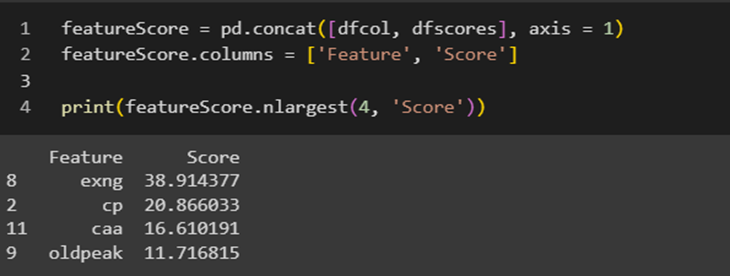 1 featureScore = pd.concat([dfcol, dfscores], axis = 1)
2 featureScore.columns = ['Feature', 'Score']
3
4 print(featureScore.nlargest(4, 'Score'))
Feature Score
8 exng 38.914377
2 cp 20.866033
11 caa 16.610191
9 oldpeak 11.716815